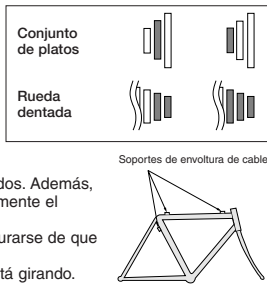 Conjunto
de platos
Rueda
dentada
Soportes de envoltura de cable
dos. Además,
mente el
urarse de que
tá girando.